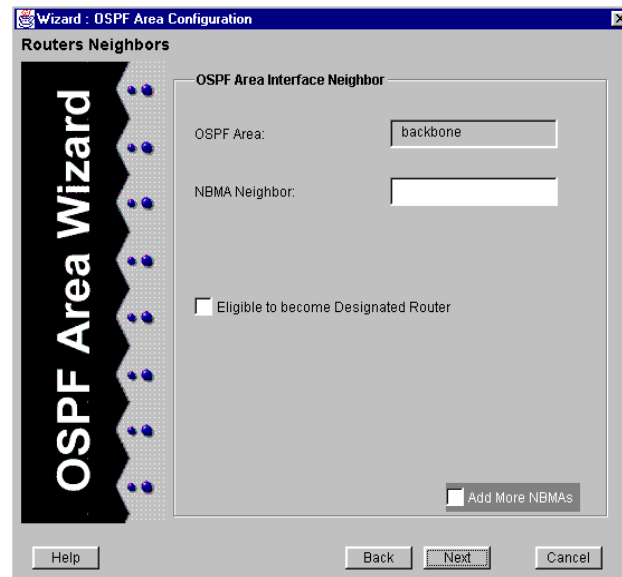 Wizard : OSPF Area Configuration
Routers Neighbors
OSPF Area Wizard
OSPF Area Interface Neighbor
OSPF Area: backbone
NBMA Neighbor:
Eligible to become Designated Router
Add More NBMAs
Help Back Next Cancel